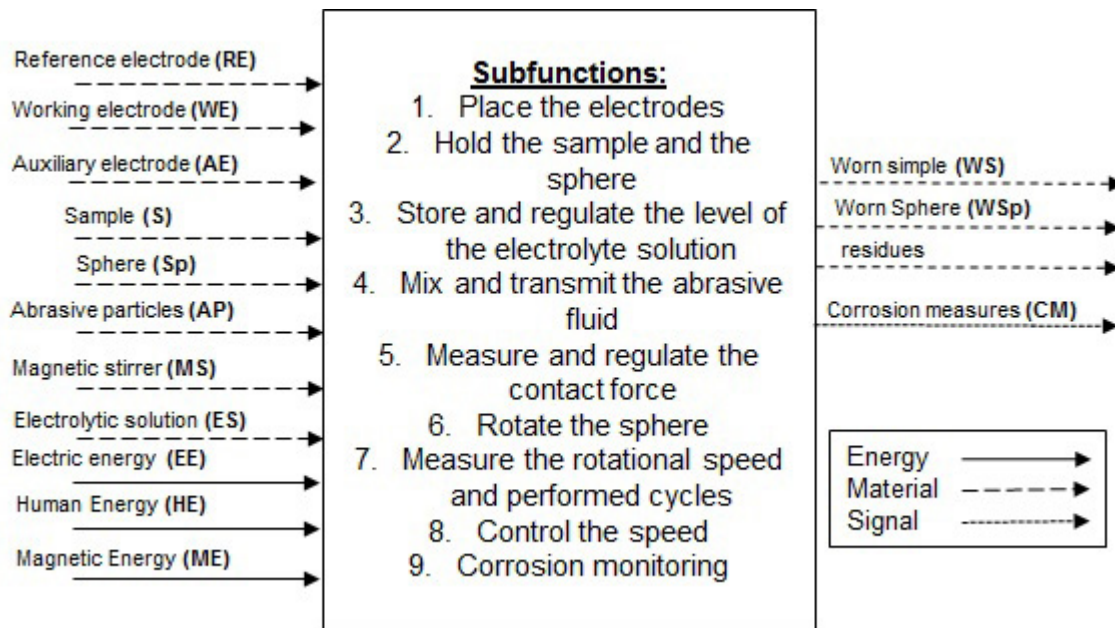 Reference electrode (RE)
Working electrode (WE)
Auxiliary electrode (AE)
Sample (S)
Sphere (Sp)
Abrasive particles (AP)
Magnetic stirrer (MS)
Electrolytic solution (ES)
Electric energy (EE)
Human Energy (HE)
Magnetic Energy (ME)
Subfunctions:
1. Place the electrodes
2. Hold the sample and the
sphere
3. Store and regulate the level of
the electrolyte solution
4. Mix and transmit the abrasive
fluid
5. Measure and regulate the
contact force
6. Rotate the sphere
7. Measure the rotational speed
and performed cycles
8. Control the speed
9. Corrosion monitoring
Worn simple (WS)
Worn Sphere (WSp)
residues
Corrosion measures (CM)
Energy
Material
Signal